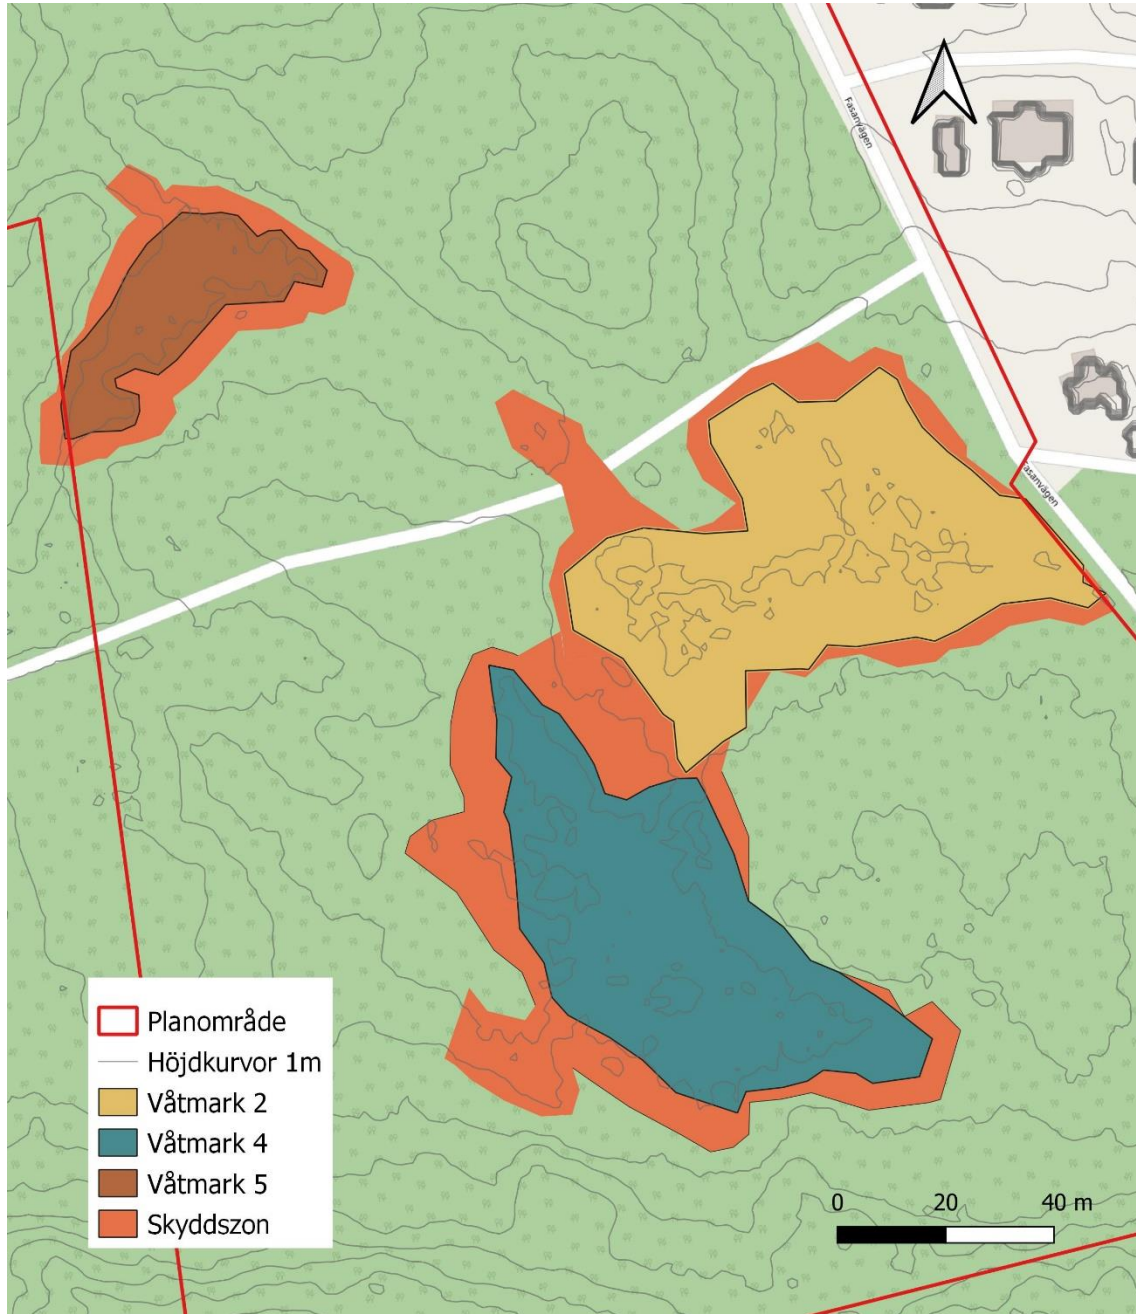 Fasanvägen
Fasanvägen
Planområde
Höjdkurvor 1m
Våtmark 2
Våtmark 4
Våtmark 5
Skyddszon
0 20 40 m